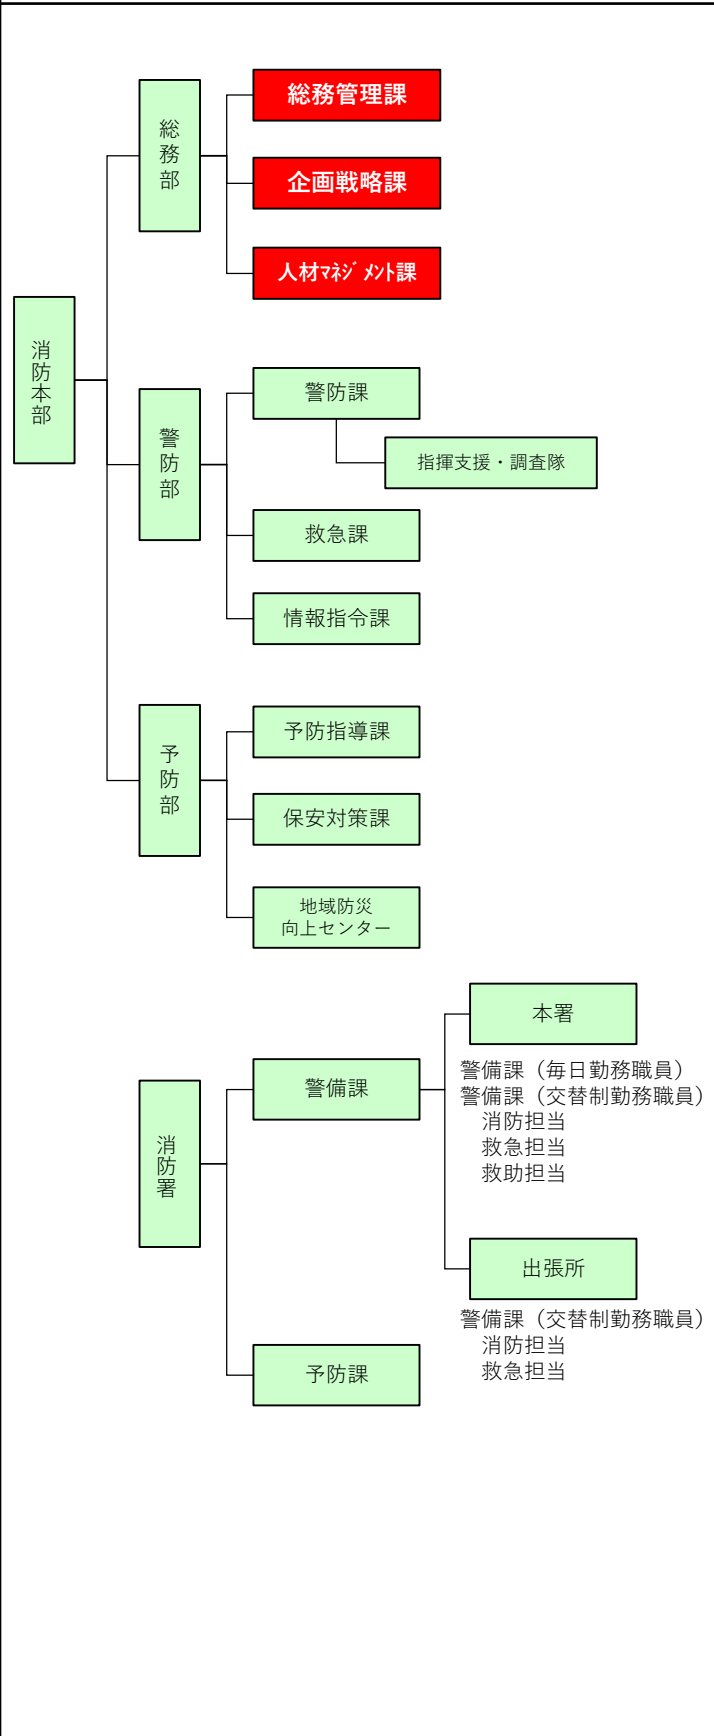 総務管理課
総務部
企画戦略課
人材ﾏﾈｼﾞﾒﾝﾄ課
消防本部
警防課
警防部
指揮支援・調査隊
救急課
情報指令課
予防指導課
予防部
保安対策課
地域防災
向上センター
本署
警備課
警備課（毎日勤務職員）
警備課（交替制勤務職員）
消防担当
救急担当
救助担当
消防署
出張所
警備課（交替制勤務職員）
消防担当
救急担当
予防課